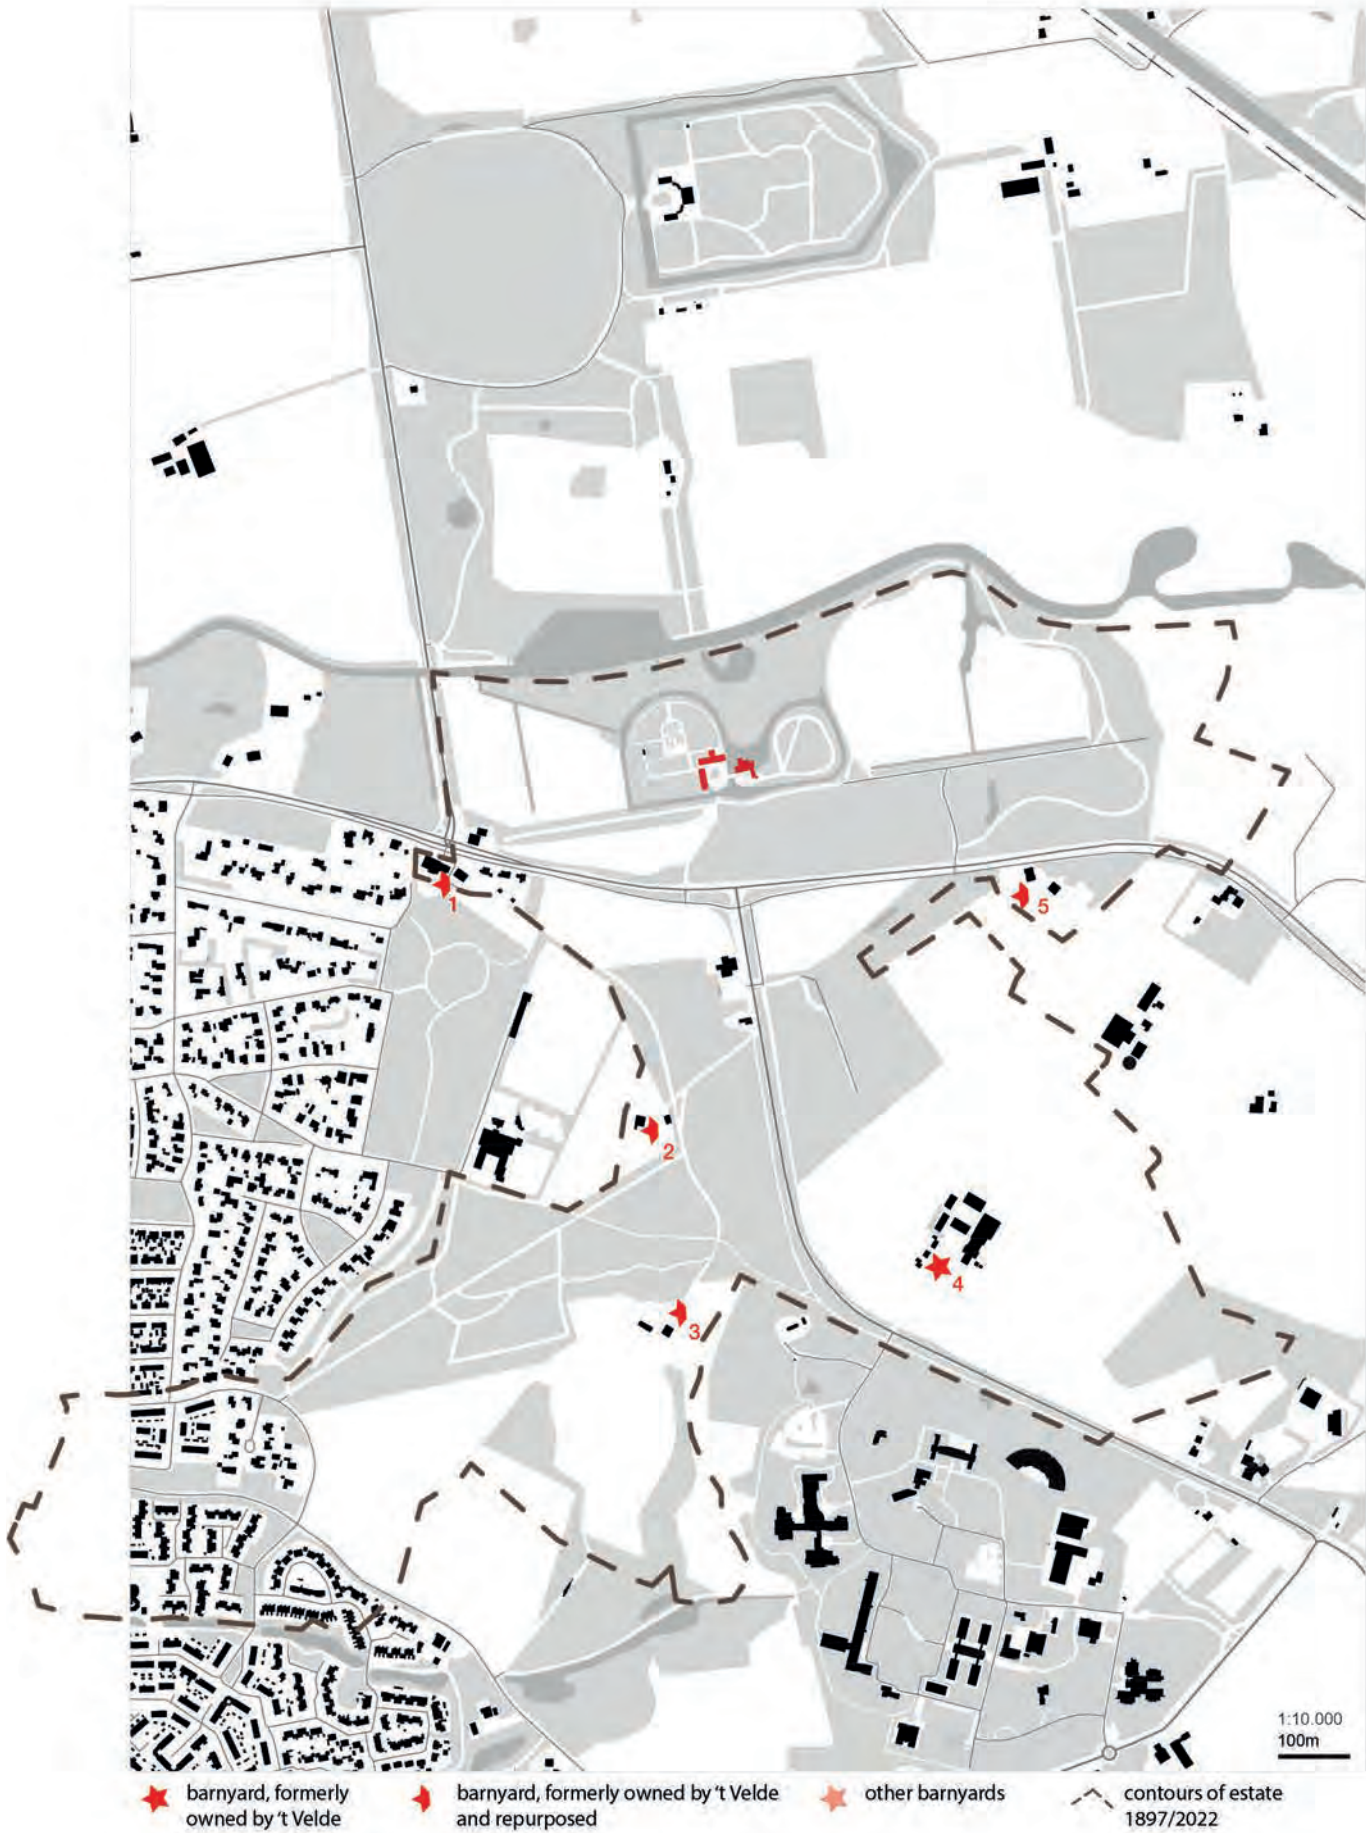 1
5
2
4
3
1:10.000
100m
barnyard, formerly
owned by ‘t Velde
barnyard, formerly owned by ‘t Velde
and repurposed
other barnyards
contours of estate
1897/2022